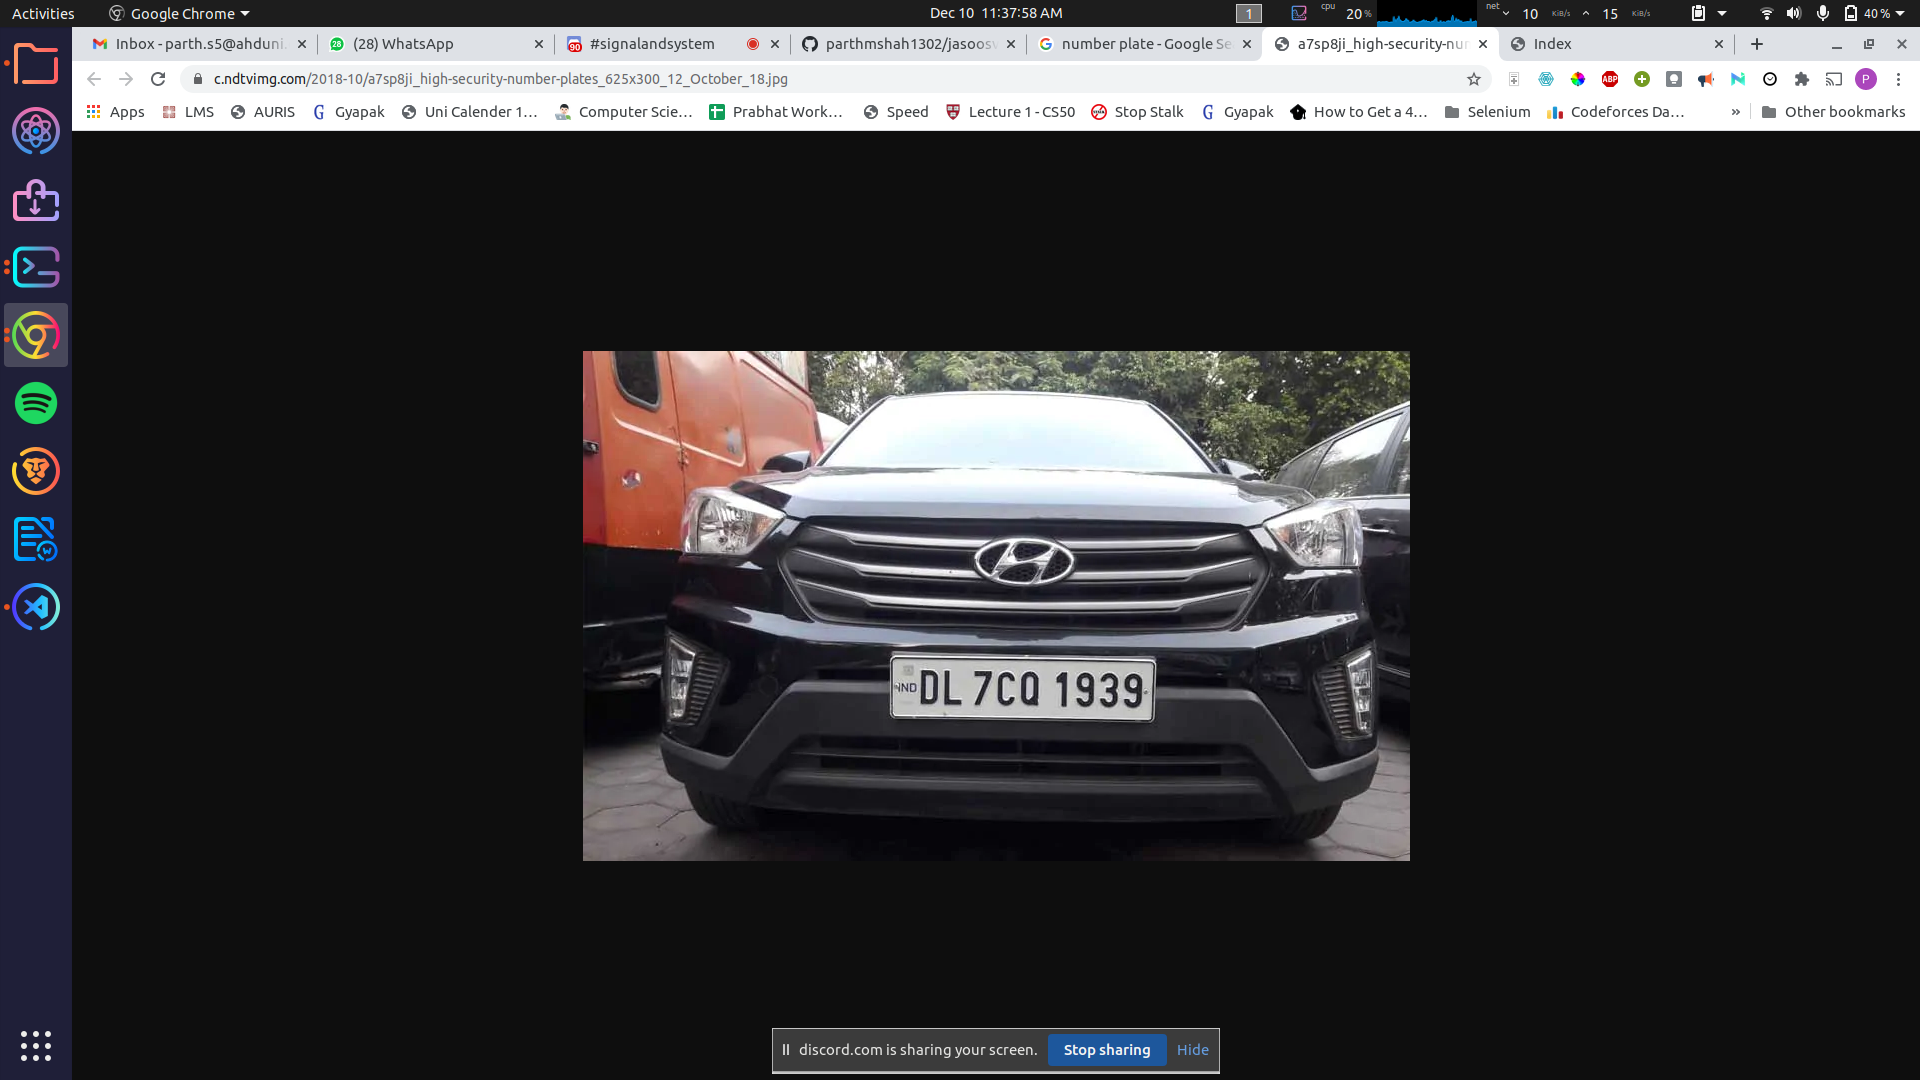 Activities
Google Chrome
Dec 10 11:37:58 AM
1
cpu
20 %
net
10 KiB/s
15 KiB/s
40 %
Inbox - parth.s5@ahduni.
(28) WhatsApp
#signalandsystem
parthmshah1302/jasoosv
number plate - Google Se
a7sp8ji_high-security-nur
Index
c.ndtvimg.com/2018-10/a7sp8ji_high-security-number-plates_625x300_12_October_18.jpg
ABP
P
Apps
LMS
AURIS
G Gyapak
Uni Calender 1...
Computer Scie...
Prabhat Work...
Speed
Lecture 1 - CS50
Stop Stalk
G Gyapak
How to Get a 4...
Selenium
Codeforces Da...
»
Other bookmarks
IND DL 7CQ 1939
discord.com is sharing your screen.
Stop sharing
Hide